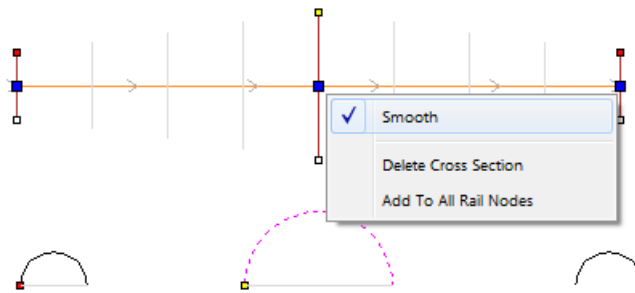 Smooth
Delete Cross Section
Add To All Rail Nodes